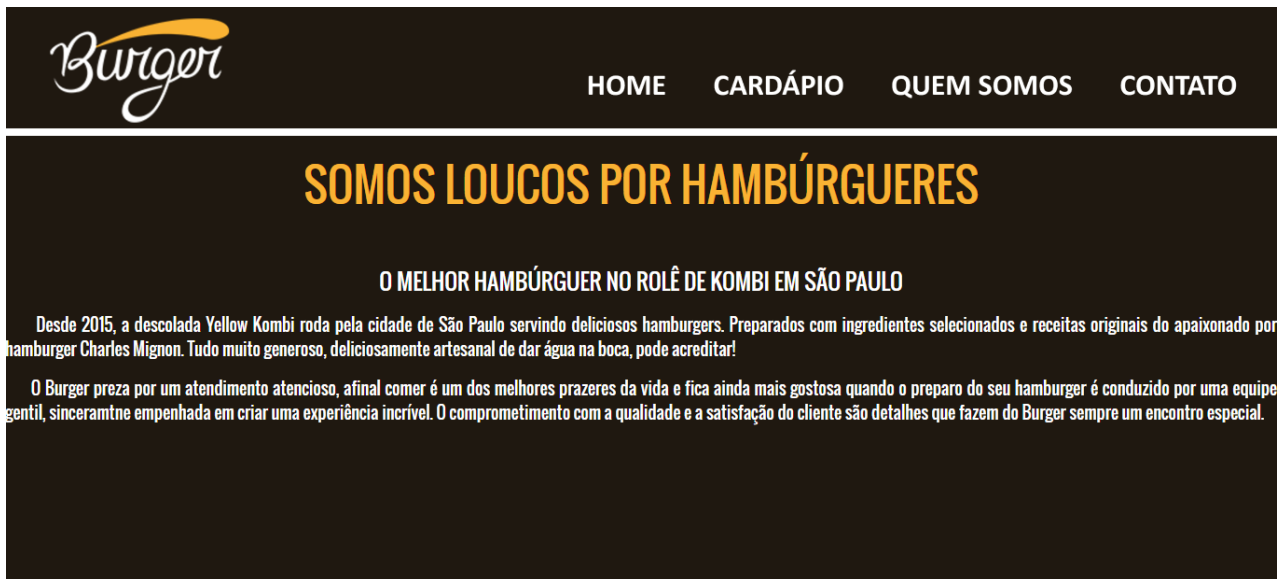 Burger
HOME CARDÁPIO QUEM SOMOS CONTATO
SOMOS LOUCOS POR HAMBÚRGUERES
O MELHOR HAMBÚRGUER NO ROLÊ DE KOMBI EM SÃO PAULO
Desde 2015, a descolada Yellow Kombi roda pela cidade de São Paulo servindo deliciosos hamburgers. Preparados com ingredientes selecionados e receitas originais do apaixonado por
hamburger Charles Mignon. Tudo muito generoso, deliciosamente artesanal de dar água na boca, pode acreditar!
O Burger preza por um atendimento atencioso, afinal comer é um dos melhores prazeres da vida e fica ainda mais gostosa quando o preparo do seu hamburger é conduzido por uma equipe
gentil, sinceramtne empenhada em criar uma experiência incrível. O comprometimento com a qualidade e a satisfação do cliente são detalhes que fazem do Burger sempre um encontro especial.